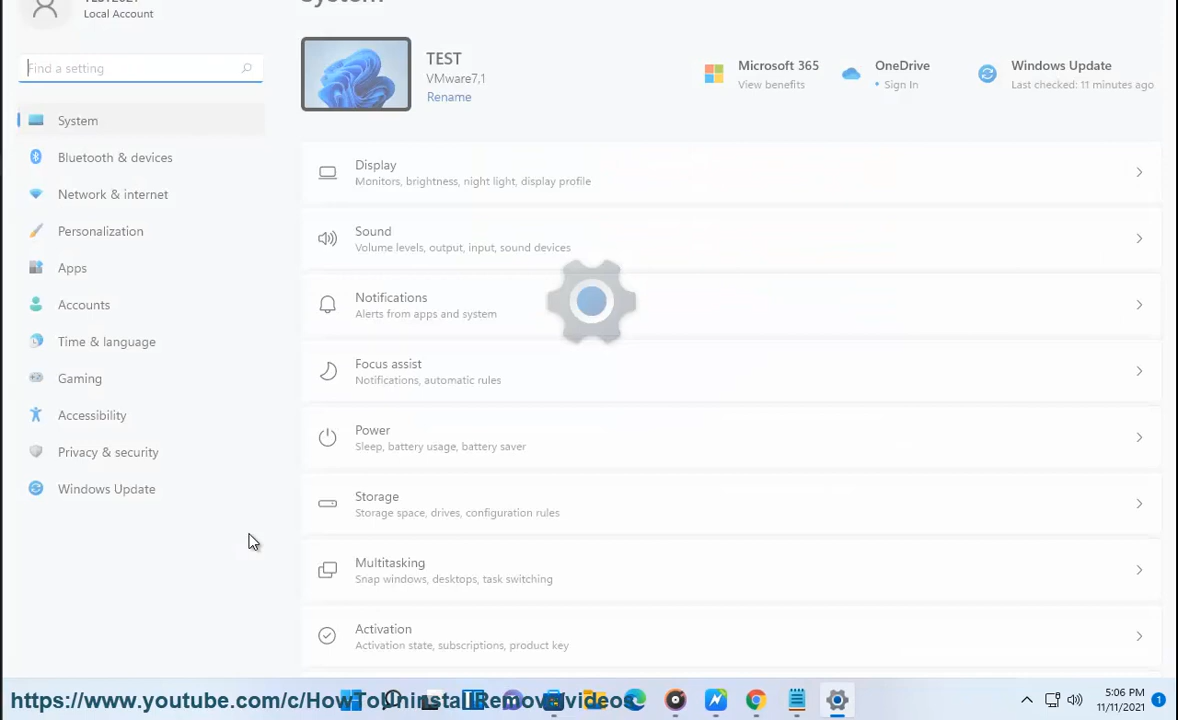 Local Account
System
Find a setting
TEST
VMware7,1
Rename
Microsoft 365
View benefits
OneDrive
• Sign In
Windows Update
Last checked: 11 minutes ago
System
Bluetooth & devices
Network & internet
Personalization
Apps
Accounts
Time & language
Gaming
Accessibility
Privacy & security
Windows Update
Display
Monitors, brightness, night light, display profile
Sound
Volume levels, output, input, sound devices
Notifications
Alerts from apps and system
Focus assist
Notifications, automatic rules
Power
Sleep, battery usage, battery saver
Storage
Storage space, drives, configuration rules
Multitasking
Snap windows, desktops, task switching
Activation
Activation state, subscriptions, product key
https://www.youtube.com/c/HowToUninstallRemove/videos
5:06 PM
11/11/2021
1